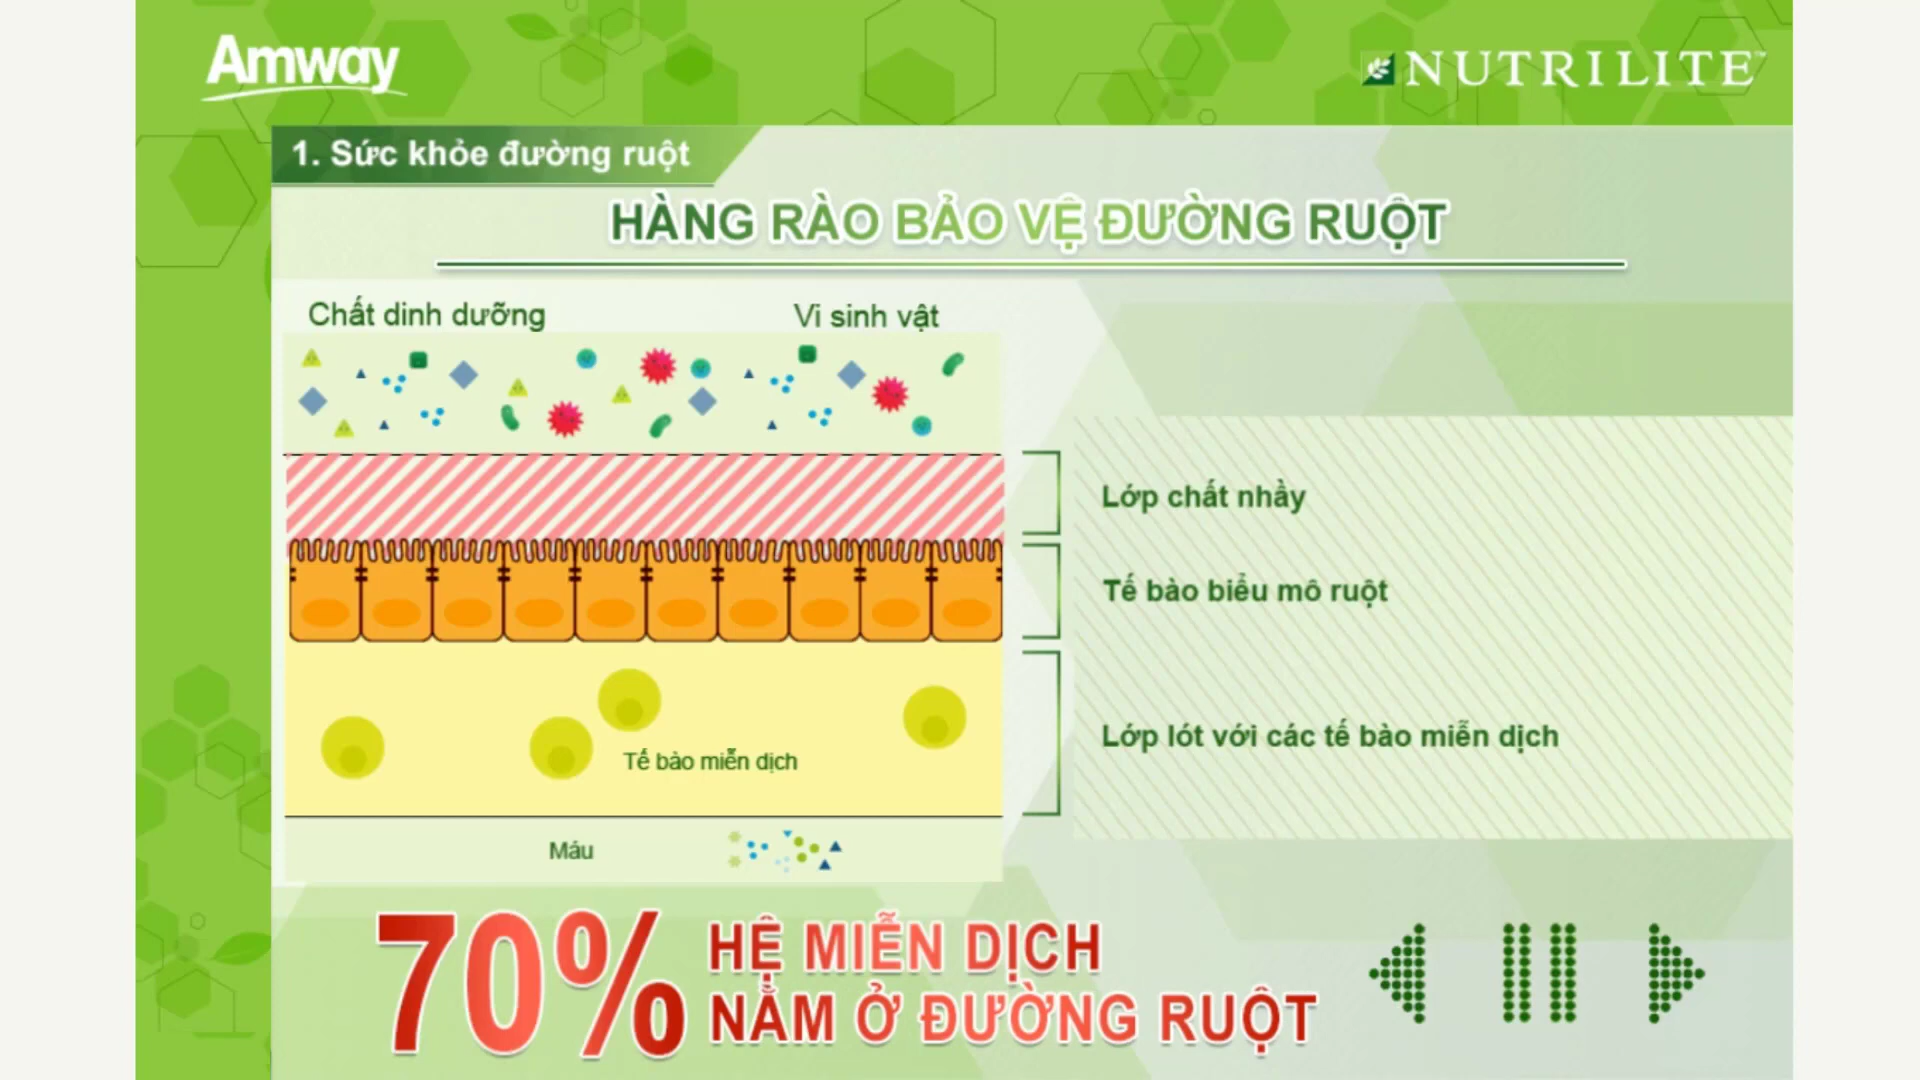 Amway
NUTRILITE™
1. Sức khỏe đường ruột
HÀNG RÀO BẢO VỆ ĐƯỜNG RUỘT
Chất dinh dưỡng
Vi sinh vật
Lớp chất nhầy
Tế bào biểu mô ruột
Lớp lót với các tế bào miễn dịch
Tế bào miễn dịch
Máu
70% HỆ MIỄN DỊCH
NẰM Ở ĐƯỜNG RUỘT